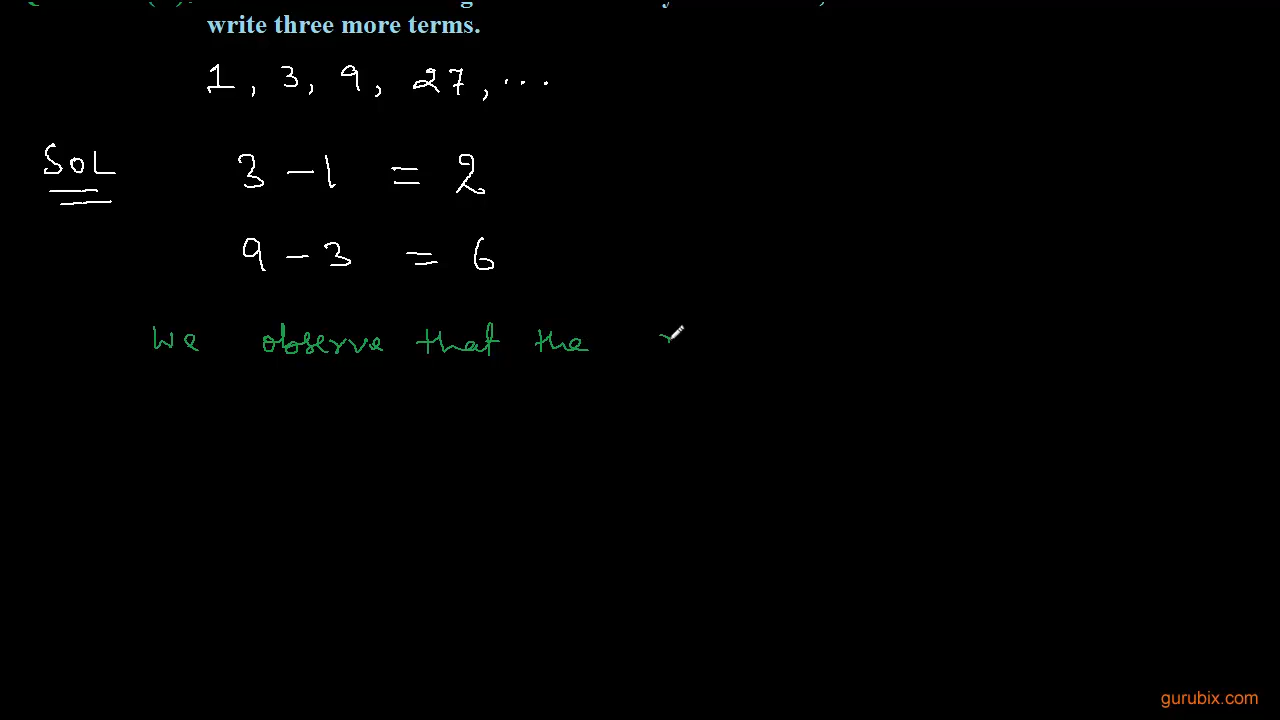 write three more terms.
1, 3, 9, 27, ...
SOL
3 - 1 = 2
9 - 3 = 6
We observe that the
gurubix.com